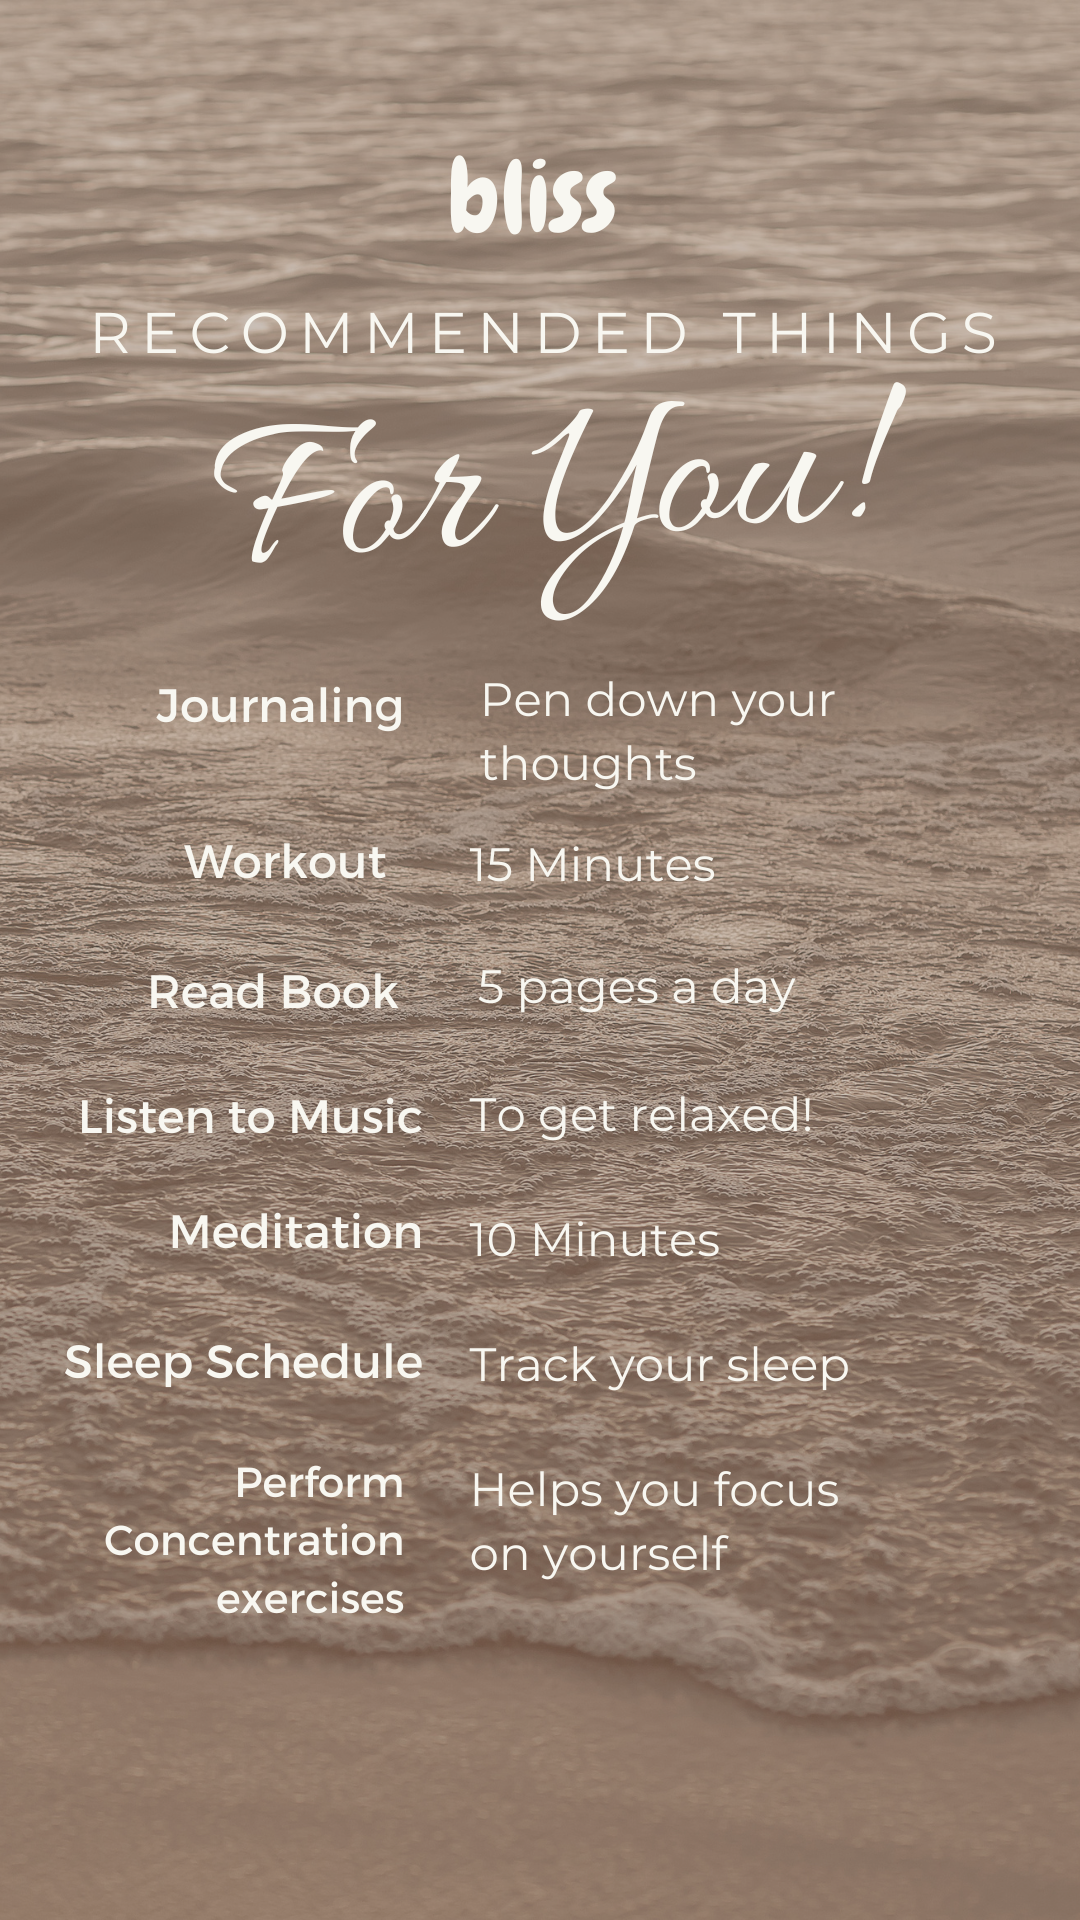 bliss
RECOMMENDED THINGS
For You!
Journaling
Pen down your
thoughts
Workout
15 Minutes
Read Book
5 pages a day
Listen to Music
To get relaxed!
Meditation
10 Minutes
Sleep Schedule
Track your sleep
Perform
Concentration
exercises
Helps you focus
on yourself